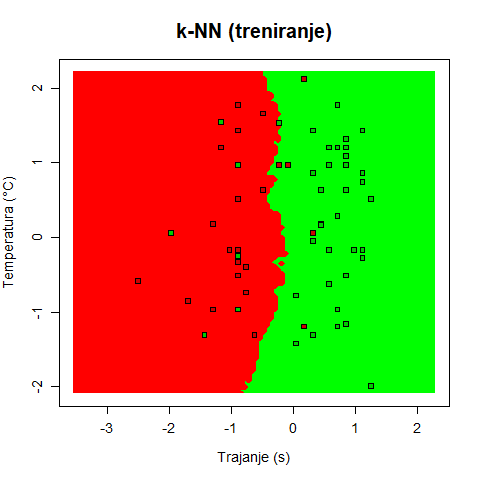 k-NN (treniranje)
Temperatura (°C)
2
1
0
-1
-2
-3 -2 -1 0 1 2
Trajanje (s)